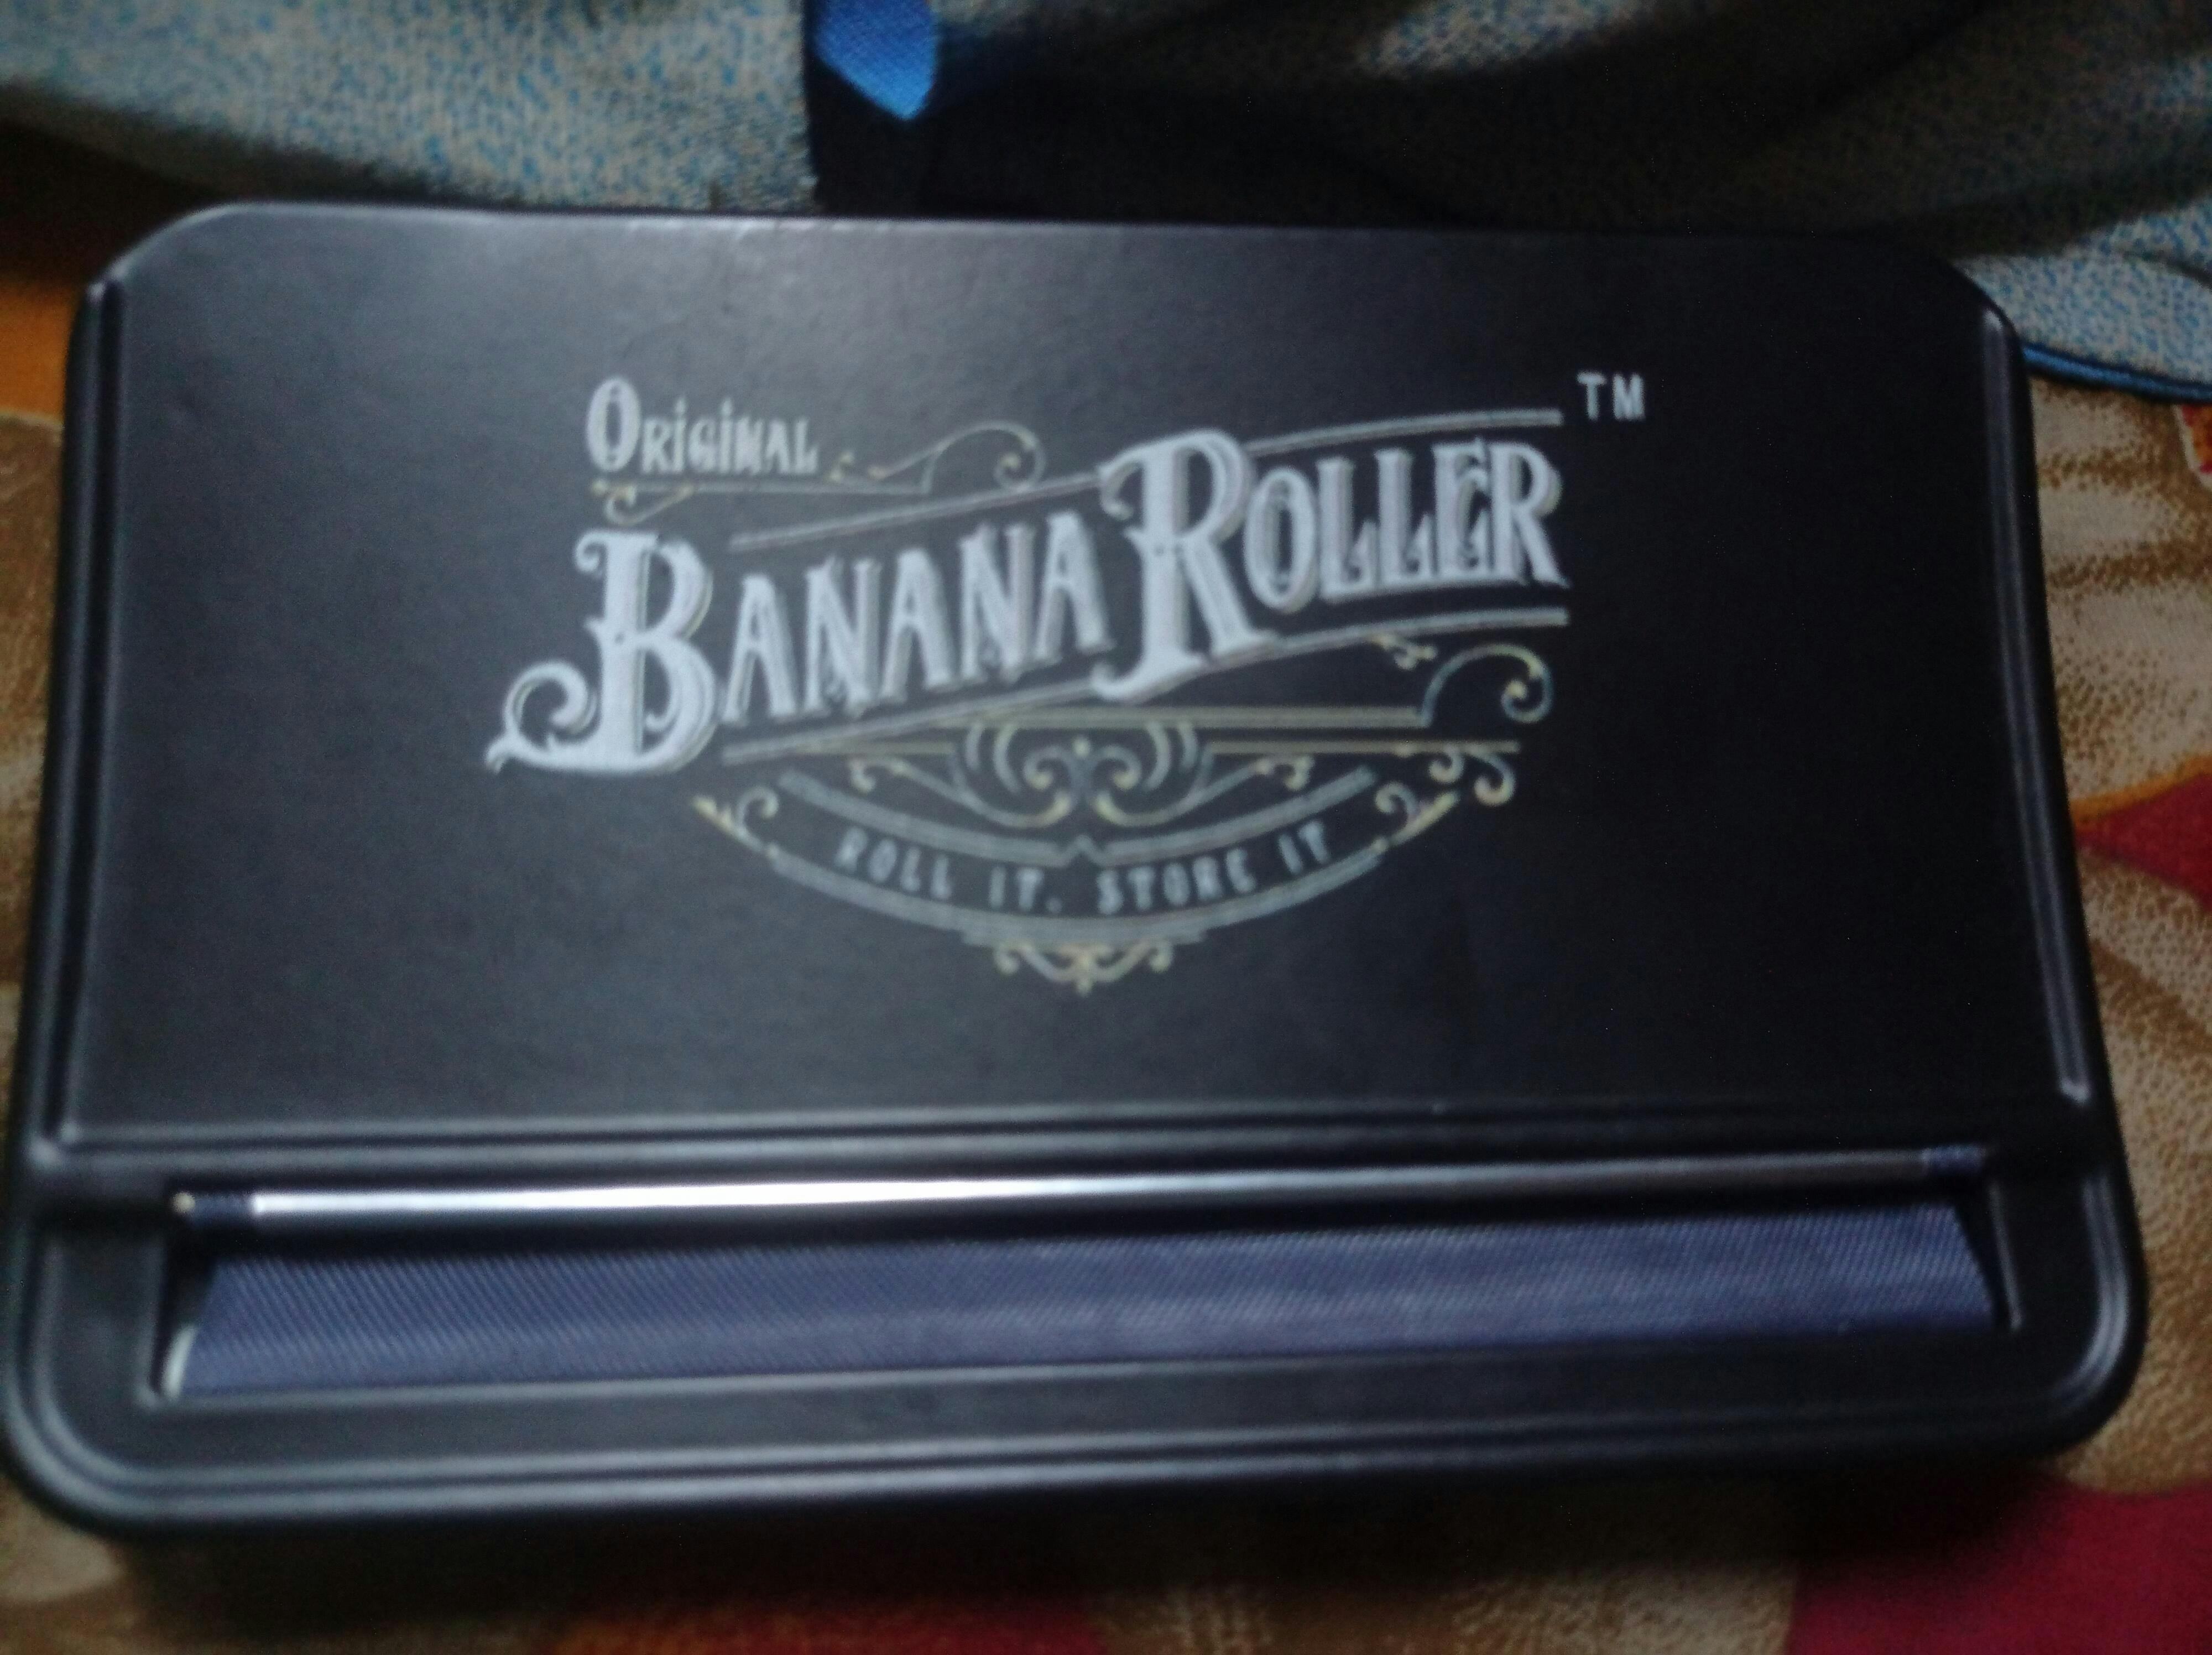 ORiGiNAL
BANANA ROLLER TM
ROLL IT. STORE IT